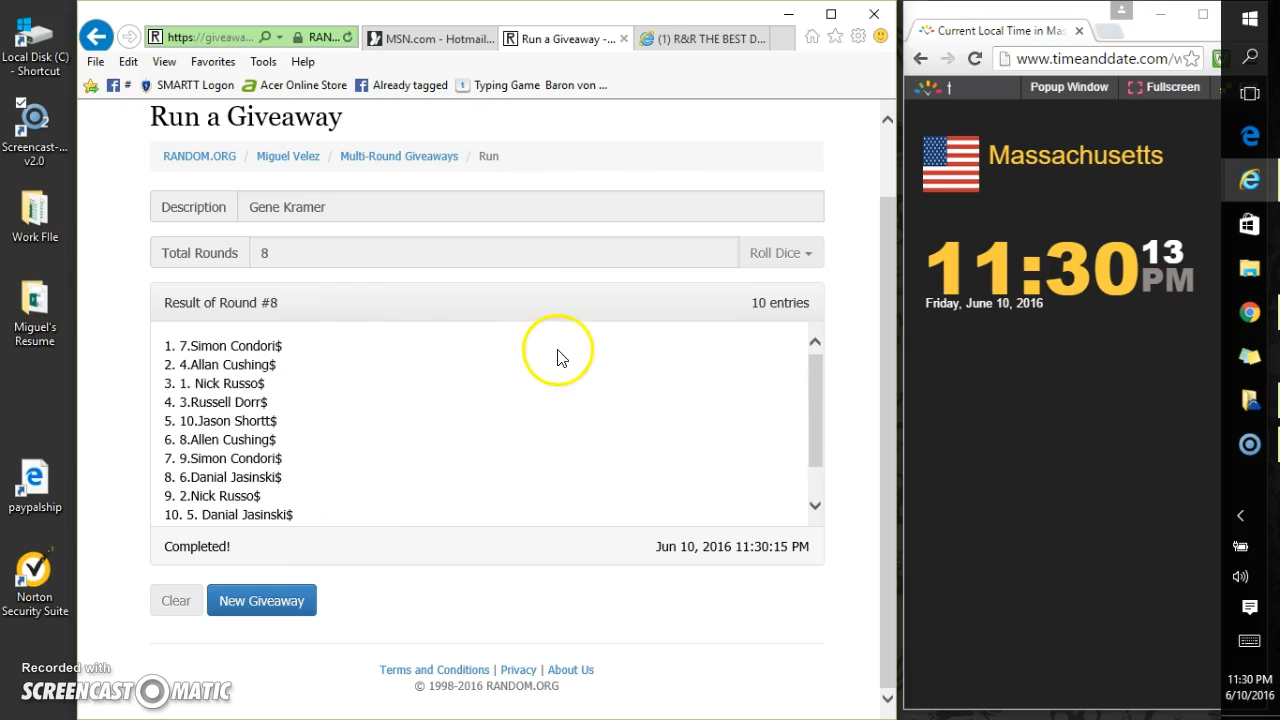 Local Disk (C)
- Shortcut
Screencast-...
v2.0
Work FIle
Miguel's
Resume
paypalship
Norton
Security Suite
Recorded with
SCREENCAST MATIC
https://giveawa...
RAN...
MSN.com - Hotmail...
Run a Giveaway -...
(1) R&R THE BEST D...
File Edit View Favorites Tools Help
# SMARTT Logon Acer Online Store Already tagged Typing Game Baron von ...
Run a Giveaway
RANDOM.ORG / Miguel Velez / Multi-Round Giveaways / Run
Description Gene Kramer
Total Rounds 8 Roll Dice
Result of Round #8 10 entries
1. 7.Simon Condori$
2. 4.Allan Cushing$
3. 1. Nick Russo$
4. 3.Russell Dorr$
5. 10.Jason Shortt$
6. 8.Allen Cushing$
7. 9.Simon Condori$
8. 6.Danial Jasinski$
9. 2.Nick Russo$
10. 5. Danial Jasinski$
Completed! Jun 10, 2016 11:30:15 PM
Clear New Giveaway
Terms and Conditions | Privacy | About Us
© 1998-2016 RANDOM.ORG
Current Local Time in Mas
www.timeanddate.com/w
Popup Window Fullscreen
Massachusetts
11:30 13 PM
Friday, June 10, 2016
11:30 PM
6/10/2016